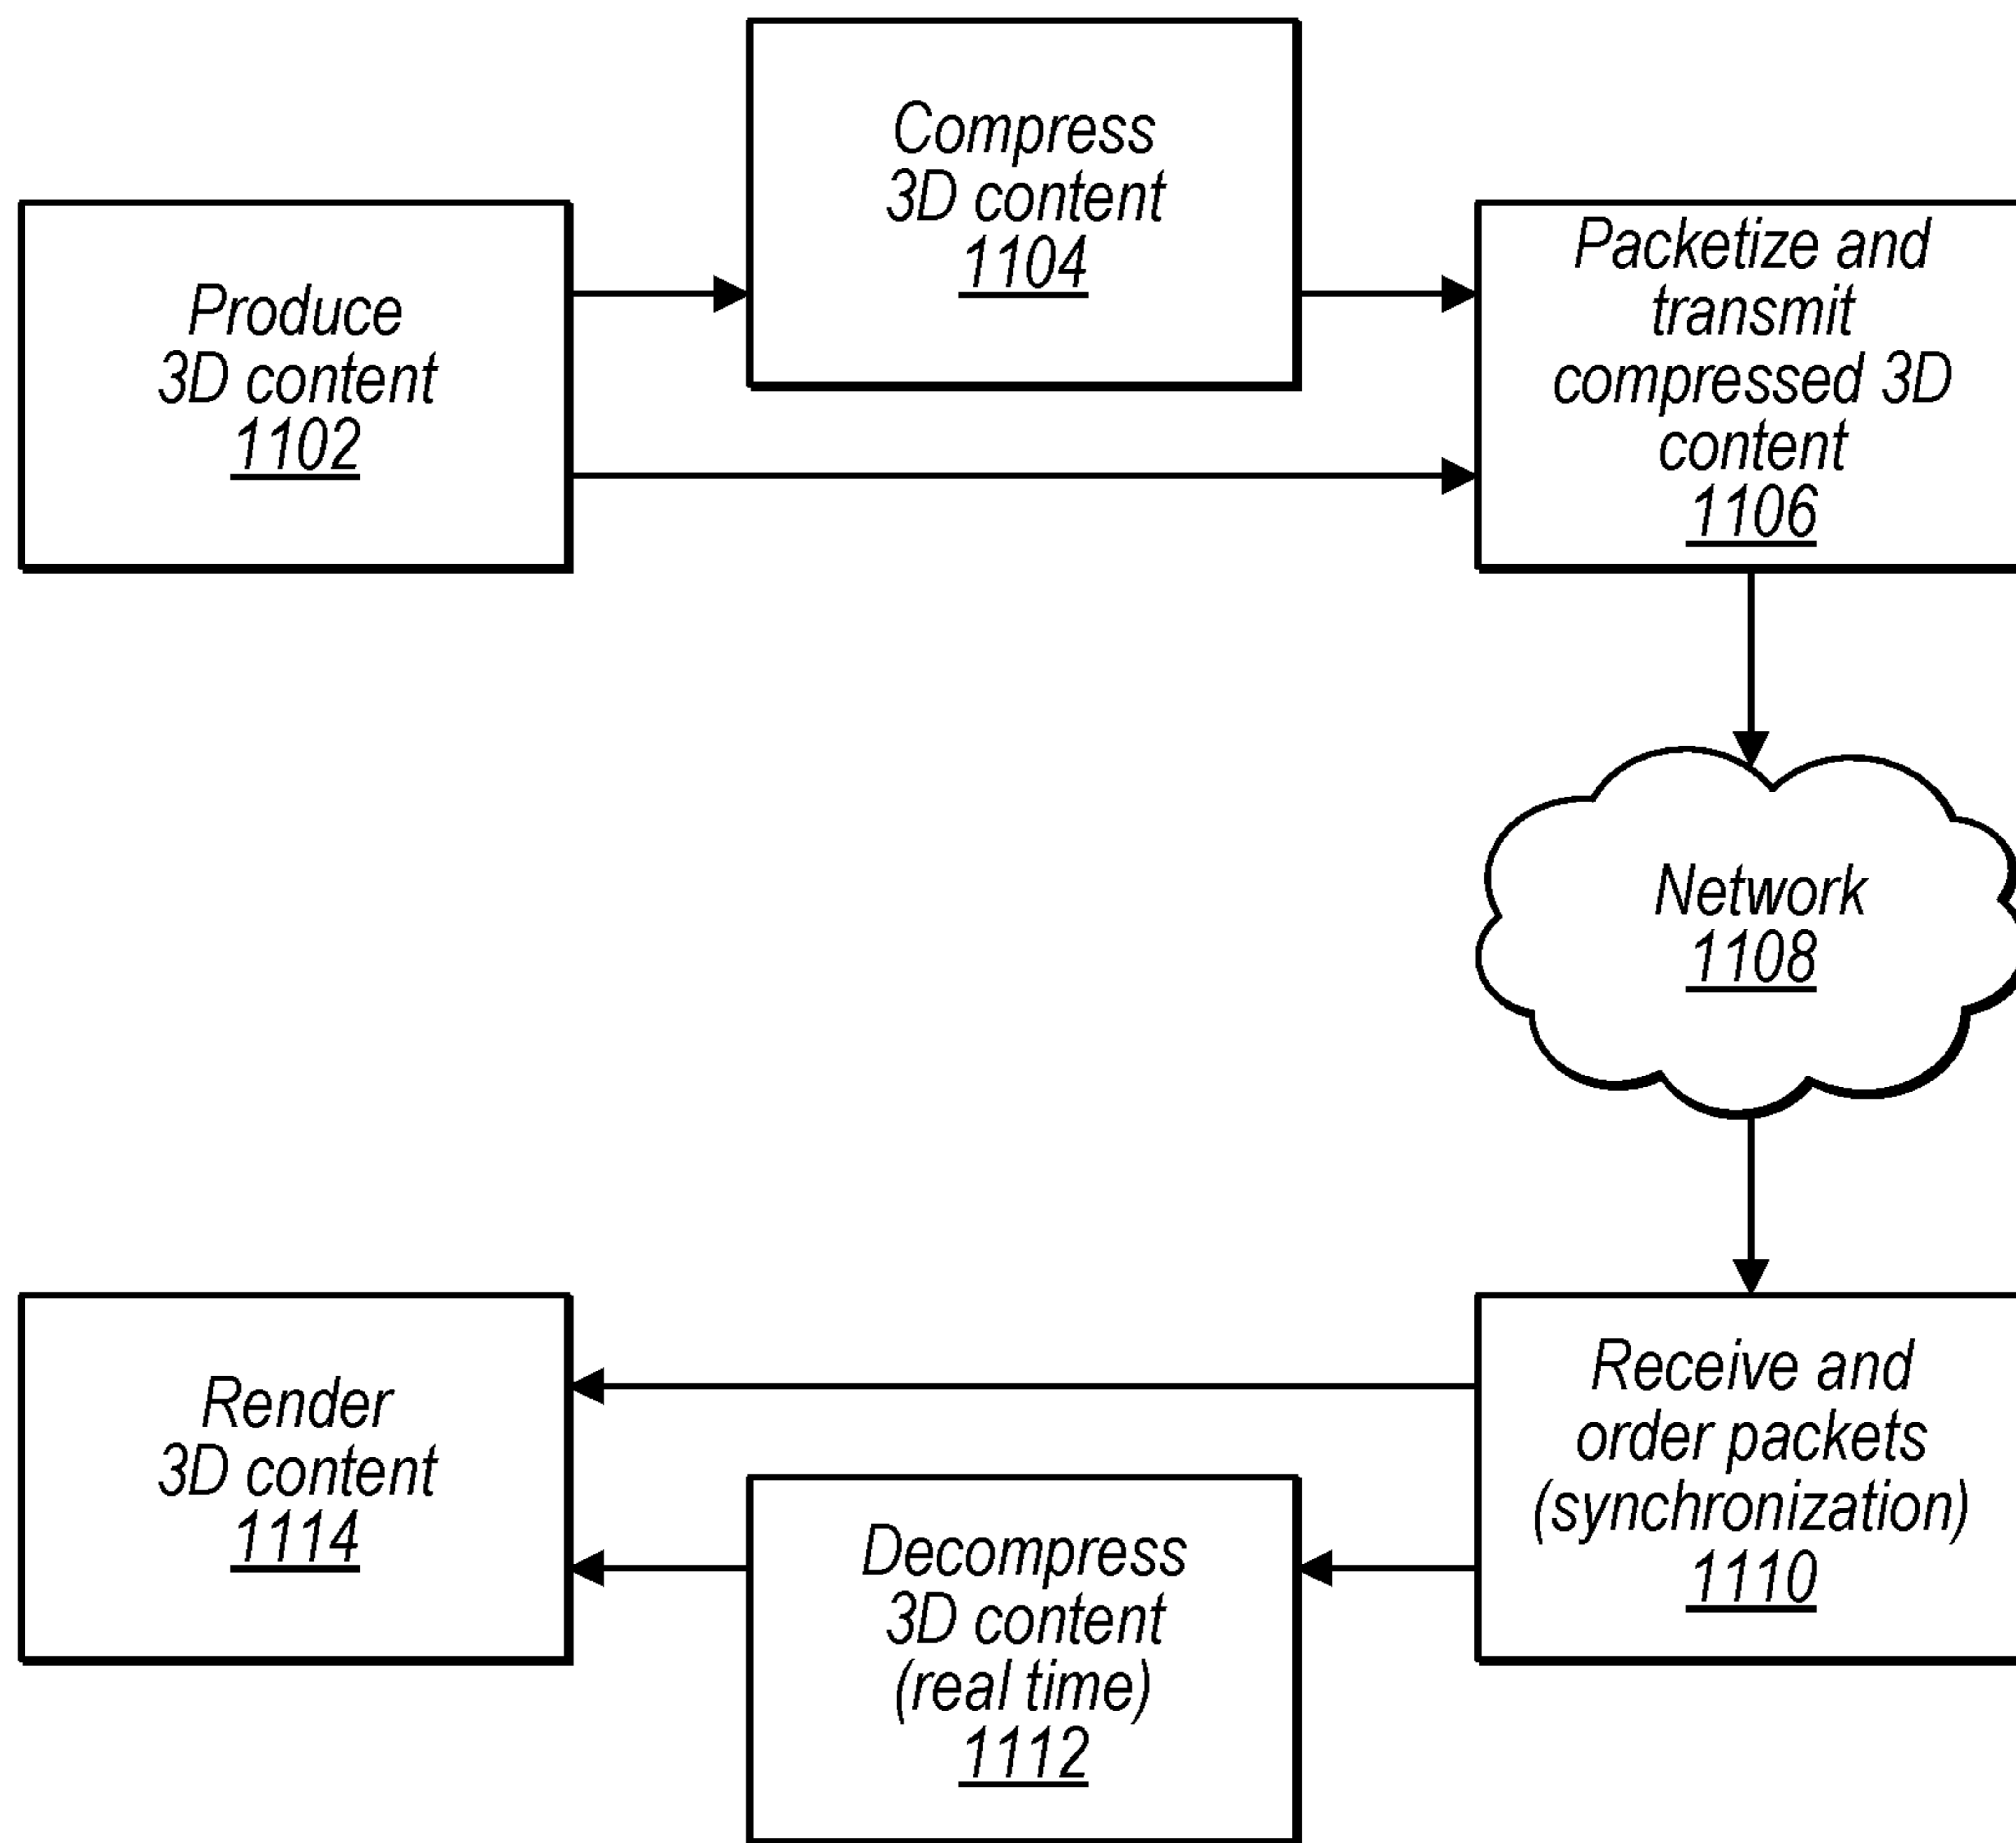 Compress
3D content
1104
Produce
3D content
1102
Packetize and
transmit
compressed 3D
content
1106
Network
1108
Receive and
order packets
(synchronization)
1110
Decompress
3D content
(real time)
1112
Render
3D content
1114